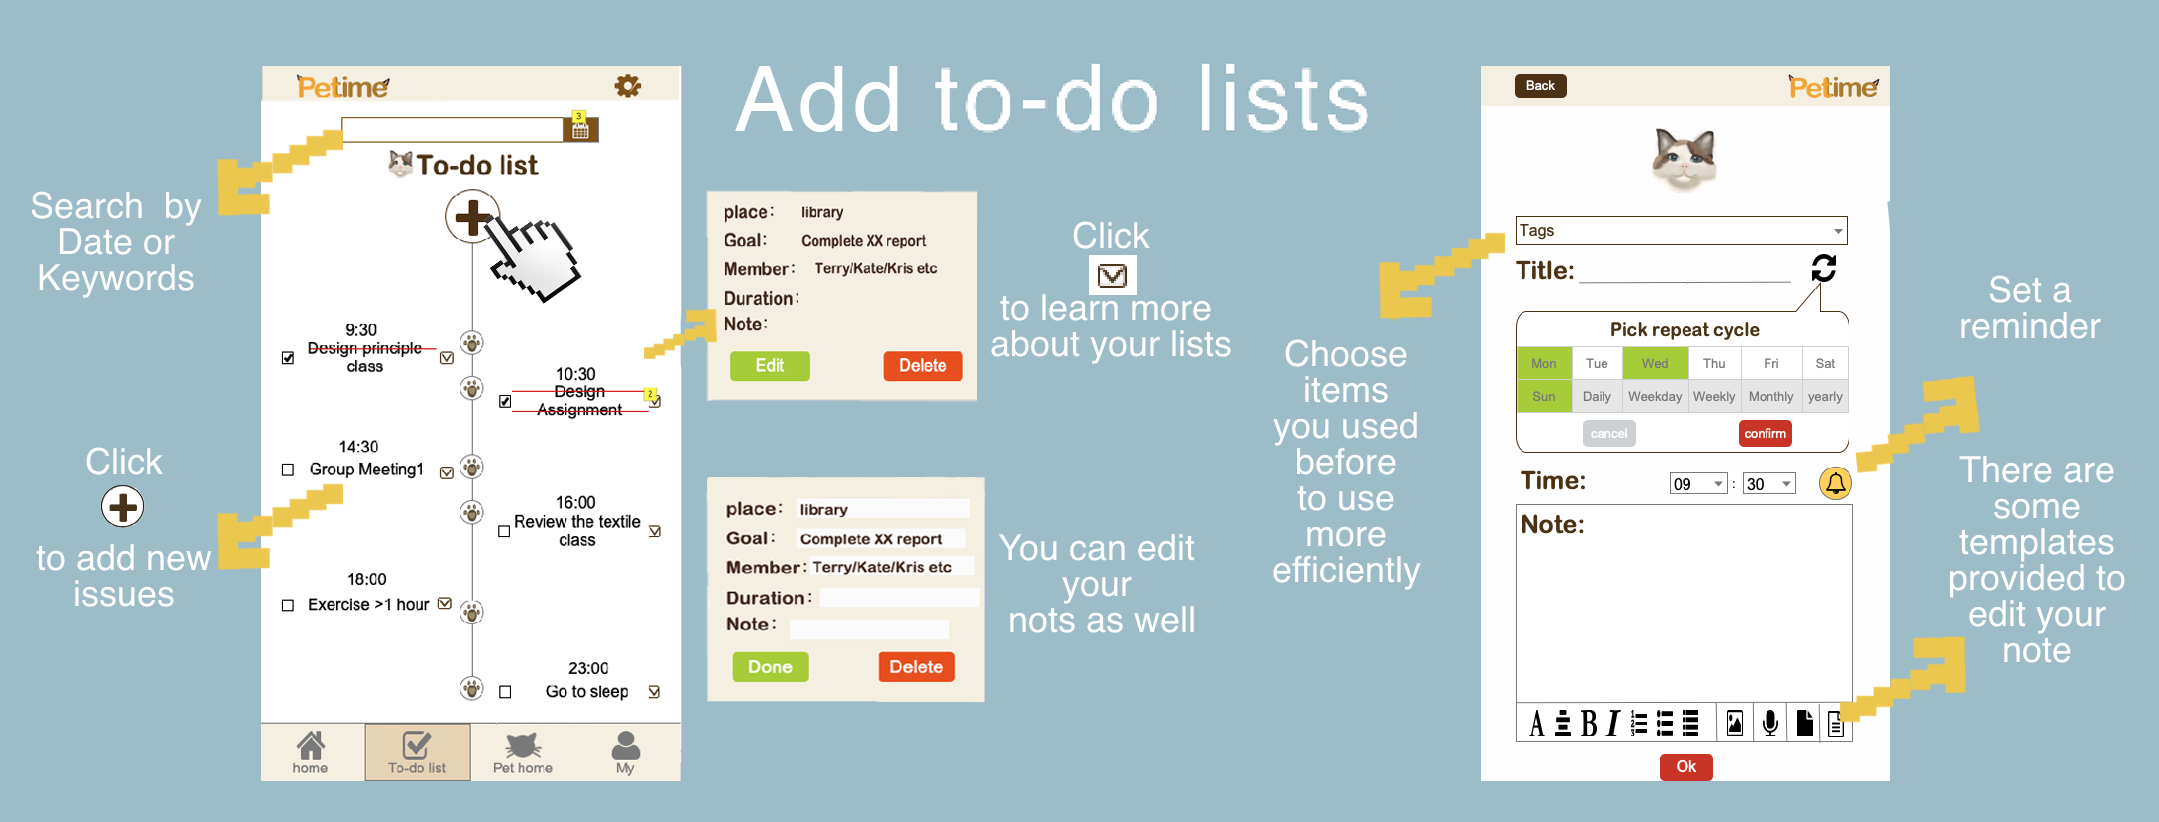 Add to-do lists
Petime
3
To-do list
Search by
Date or
Keywords
9:30
Design principle
class
10:30
Design
Assignment
2
14:30
Group Meeting1
16:00
Review the textile
class
18:00
Exercise >1 hour
23:00
Go to sleep
home
To-do list
Pet home
My
Click
to add new
issues
place: library
Goal: Complete XX report
Member: Terry/Kate/Kris etc
Duration:
Note:
Edit Delete
Click
to learn more
about your lists
place: library
Goal: Complete XX report
Member: Terry/Kate/Kris etc
Duration:
Note:
Done Delete
You can edit
your
nots as well
Choose
items
you used
before
to use
more
efficiently
Back
Petime
Tags
Title:
Pick repeat cycle
Mon Tue Wed Thu Fri Sat
Sun Daily Weekday Weekly Monthly yearly
cancel confirm
Time: 09 : 30
Note:
A B I
Ok
Set a
reminder
There are
some
templates
provided to
edit your
note